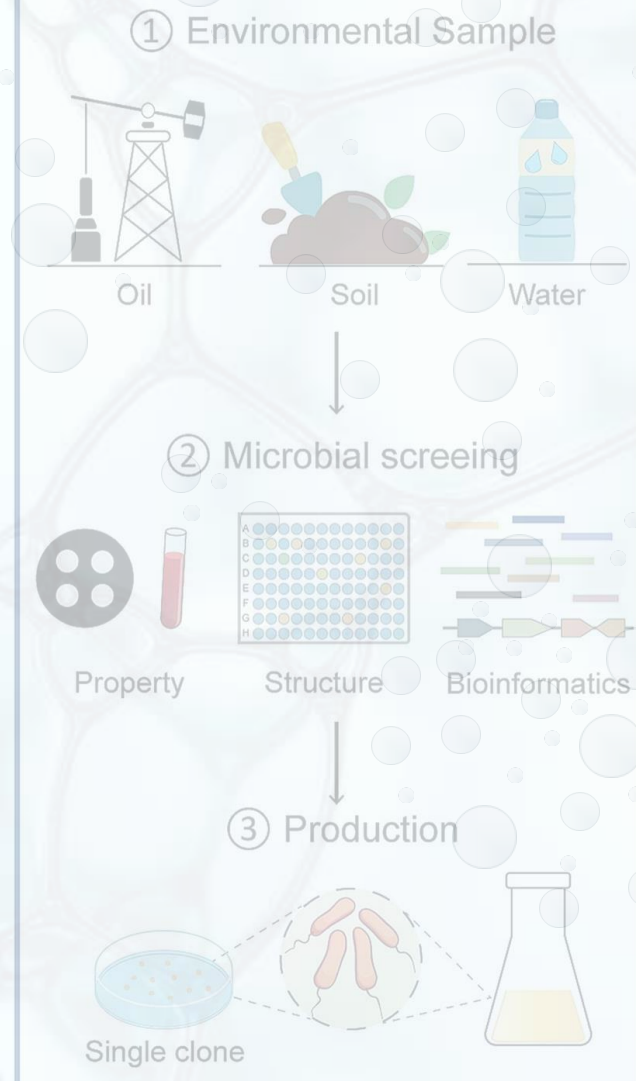 ① Environmental Sample
Oil
Soil
Water
② Microbial screeing
A
B
C
D
E
F
G
H
Property
Structure
Bioinformatics
③ Production
Single clone